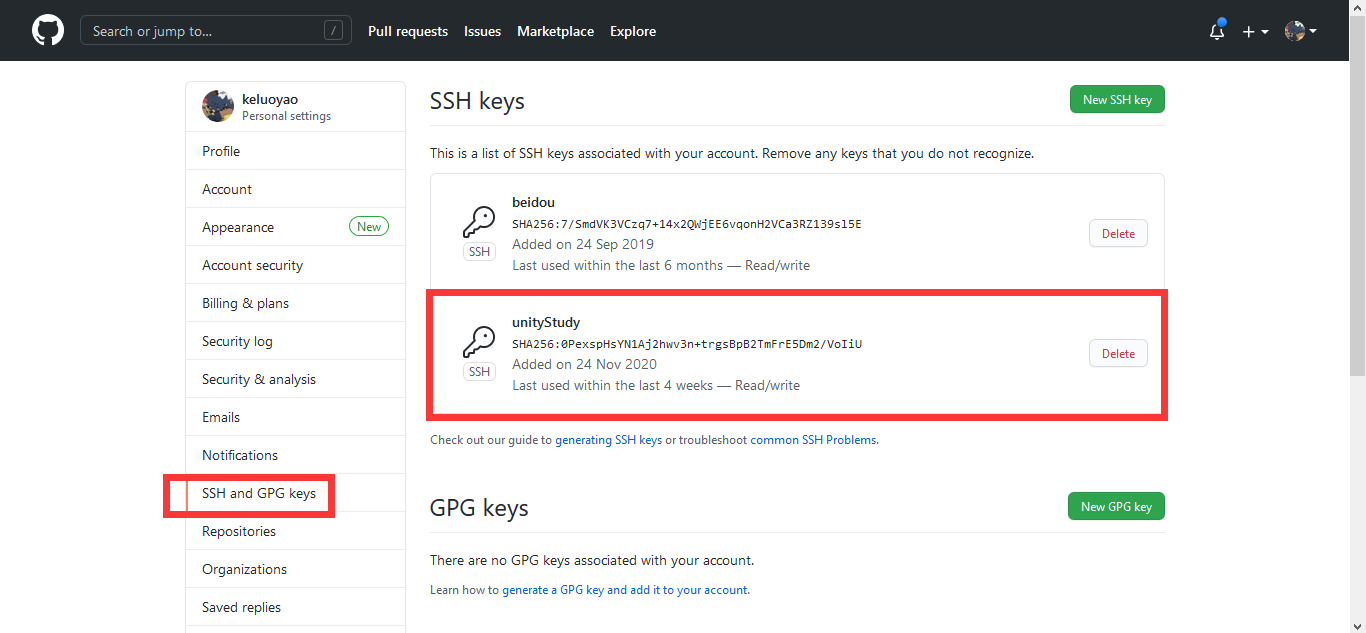 Search or jump to... /
Pull requests Issues Marketplace Explore
keluoyao
Personal settings
Profile
Account
Appearance New
Account security
Billing & plans
Security log
Security & analysis
Emails
Notifications
SSH and GPG keys
Repositories
Organizations
Saved replies
SSH keys
New SSH key
This is a list of SSH keys associated with your account. Remove any keys that you do not recognize.
beidou
SHA256:7/SmdVK3VCzq7+14x2QWjEE6vqonH2VCa3RZ139sl5E
Added on 24 Sep 2019
Last used within the last 6 months — Read/write
SSH
Delete
unityStudy
SHA256:0PexspHsYN1Aj2hwv3n+trgsBpB2TmFrE5Dm2/VoIiU
Added on 24 Nov 2020
Last used within the last 4 weeks — Read/write
SSH
Delete
Check out our guide to generating SSH keys or troubleshoot common SSH Problems.
GPG keys
New GPG key
There are no GPG keys associated with your account.
Learn how to generate a GPG key and add it to your account.